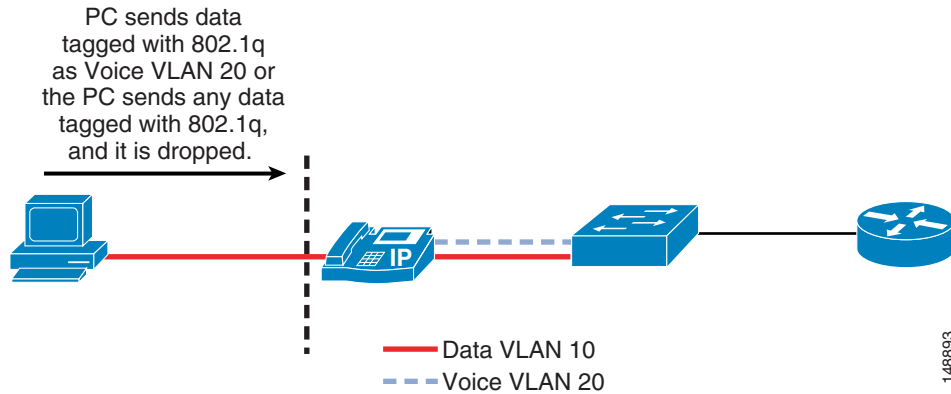 PC sends data
tagged with 802.1q
as Voice VLAN 20 or
the PC sends any data
tagged with 802.1q,
and it is dropped.
IP
Data VLAN 10
Voice VLAN 20
148893